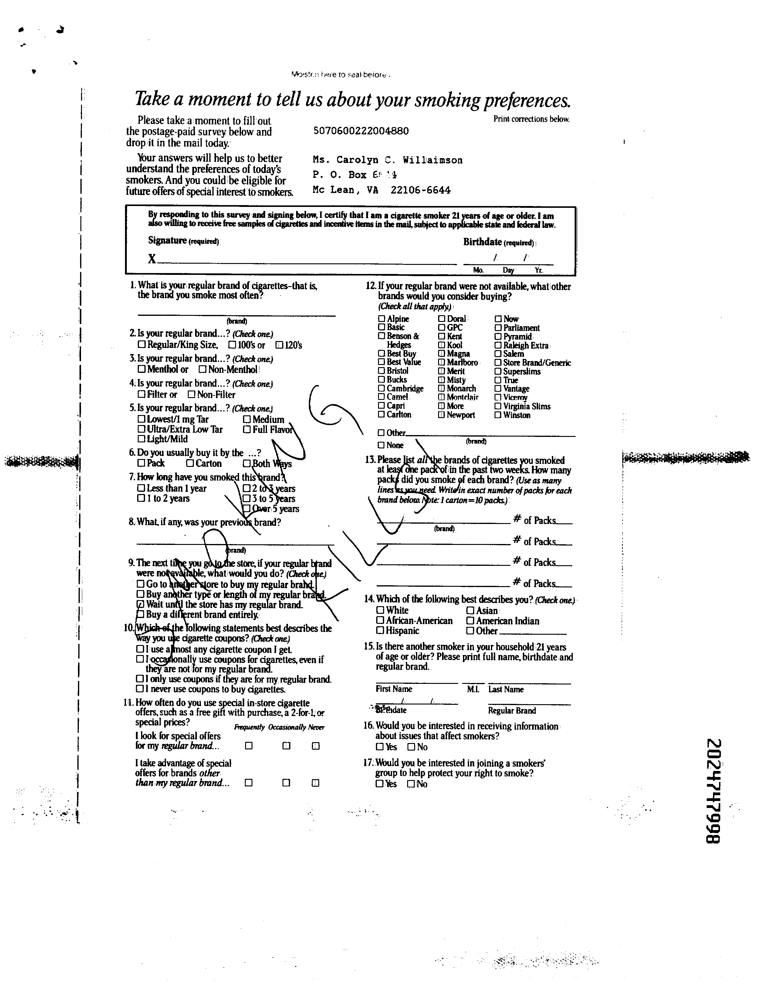 Moisten here to seal before
Take a moment to tell us about your smoking preferences.
Please take a moment to fill out
the postage-paid survey below and
drop it in the mail today.
Your answers will help us to better
understand the preferences of today's
smokers. And you could be eligible for
future offers of special interest to smokers.
Print corrections below.
5070600222004880
Ms. Carolyn C. Willaimson
P. O. Box
Mc Lean, VA 22106-6644
By responding to this survey and signing below, I certify that I am a cigarette smoker 21 years of age or older. I am
also willing to receive free samples of cigarettes and incentive items in the mail, subject to applicable state and federal law.
Signature (required)
Birthdate (required)
X
/ /
Mo. Day Yr.
1. What is your regular brand of cigarettes–that is,
the brand you smoke most often?
(brand)
2. Is your regular brand...? (Check one.)
☐ Regular/King Size, ☐ 100's or ☐ 120's
3. Is your regular brand...? (Check one.)
☐ Menthol or ☐ Non-Menthol
4. Is your regular brand...? (Check one.)
☐ Filter or ☐ Non-Filter
5. Is your regular brand...? (Check one.)
☐ Lowest/1 mg Tar ☐ Medium
☐ Ultra/Extra Low Tar ☐ Full Flavor
☐ Light/Mild
6. Do you usually buy it by the ...?
☐ Pack ☐ Carton ☐ Both Ways
7. How long have you smoked this brand?
☐ Less than 1 year ☐ 2 to 3 years
☐ 1 to 2 years ☐ 3 to 5 years
☐ Over 5 years
8. What, if any, was your previous brand?
(brand)
9. The next time you go to the store, if your regular brand
were not available, what would you do? (Check one.)
☐ Go to another store to buy my regular brand.
☐ Buy another type or length of my regular brand.
☑ Wait until the store has my regular brand.
☐ Buy a different brand entirely.
10. Which of the following statements best describes the
way you use cigarette coupons? (Check one.)
☐ I use almost any cigarette coupon I get.
☐ I occasionally use coupons for cigarettes, even if
they are not for my regular brand.
☐ I only use coupons if they are for my regular brand.
☐ I never use coupons to buy cigarettes.
11. How often do you use special in-store cigarette
offers, such as a free gift with purchase, a 2-for-1, or
special prices?
Frequently Occasionally Never
I look for special offers
for my regular brand... ☐ ☐ ☐
I take advantage of special
offers for brands other
than my regular brand... ☐ ☐ ☐
12. If your regular brand were not available, what other
brands would you consider buying?
(Check all that apply.)
☐ Alpine ☐ Doral ☐ Now
☐ Basic ☐ GPC ☐ Parliament
☐ Benson & ☐ Kent ☐ Pyramid
Hedges ☐ Kool ☐ Raleigh Extra
☐ Best Buy ☐ Magna ☐ Salem
☐ Best Value ☐ Marlboro ☐ Store Brand/Generic
☐ Bristol ☐ Merit ☐ Superslims
☐ Bucks ☐ Misty ☐ True
☐ Cambridge ☐ Monarch ☐ Vantage
☐ Camel ☐ Montclair ☐ Viceroy
☐ Capri ☐ More ☐ Virginia Slims
☐ Carlton ☐ Newport ☐ Winston
☐ Other
☐ None (brand)
13. Please list all the brands of cigarettes you smoked
at least one pack of in the past two weeks. How many
packs did you smoke of each brand? (Use as many
lines as you need. Write in exact number of packs for each
brand below. Note: 1 carton=10 packs.)
# of Packs
(brand)
# of Packs
# of Packs
# of Packs
14. Which of the following best describes you? (Check one.)
☐ White ☐ Asian
☐ African-American ☐ American Indian
☐ Hispanic ☐ Other
15. Is there another smoker in your household 21 years
of age or older? Please print full name, birthdate and
regular brand.
First Name M.I. Last Name
/ /
Birthdate Regular Brand
16. Would you be interested in receiving information
about issues that affect smokers?
☐ Yes ☐ No
17. Would you be interested in joining a smokers'
group to help protect your right to smoke?
☐ Yes ☐ No
2024747998